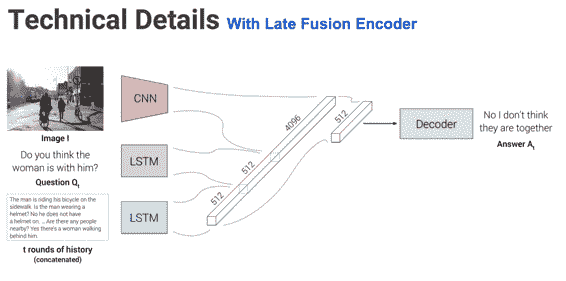 Technical Details With Late Fusion Encoder
CNN
Image I
Do you think the
woman is with him?
Question Qt
LSTM
The man is riding his bicycle on the
sidewalk. Is the man wearing a
helmet? No he does not have
a helmet on. ... Are there any people
nearby? Yes there's a woman walking
behind him.
t rounds of history
(concatenated)
LSTM
4096
512
512
512
Decoder
No I don't think
they are together
Answer At